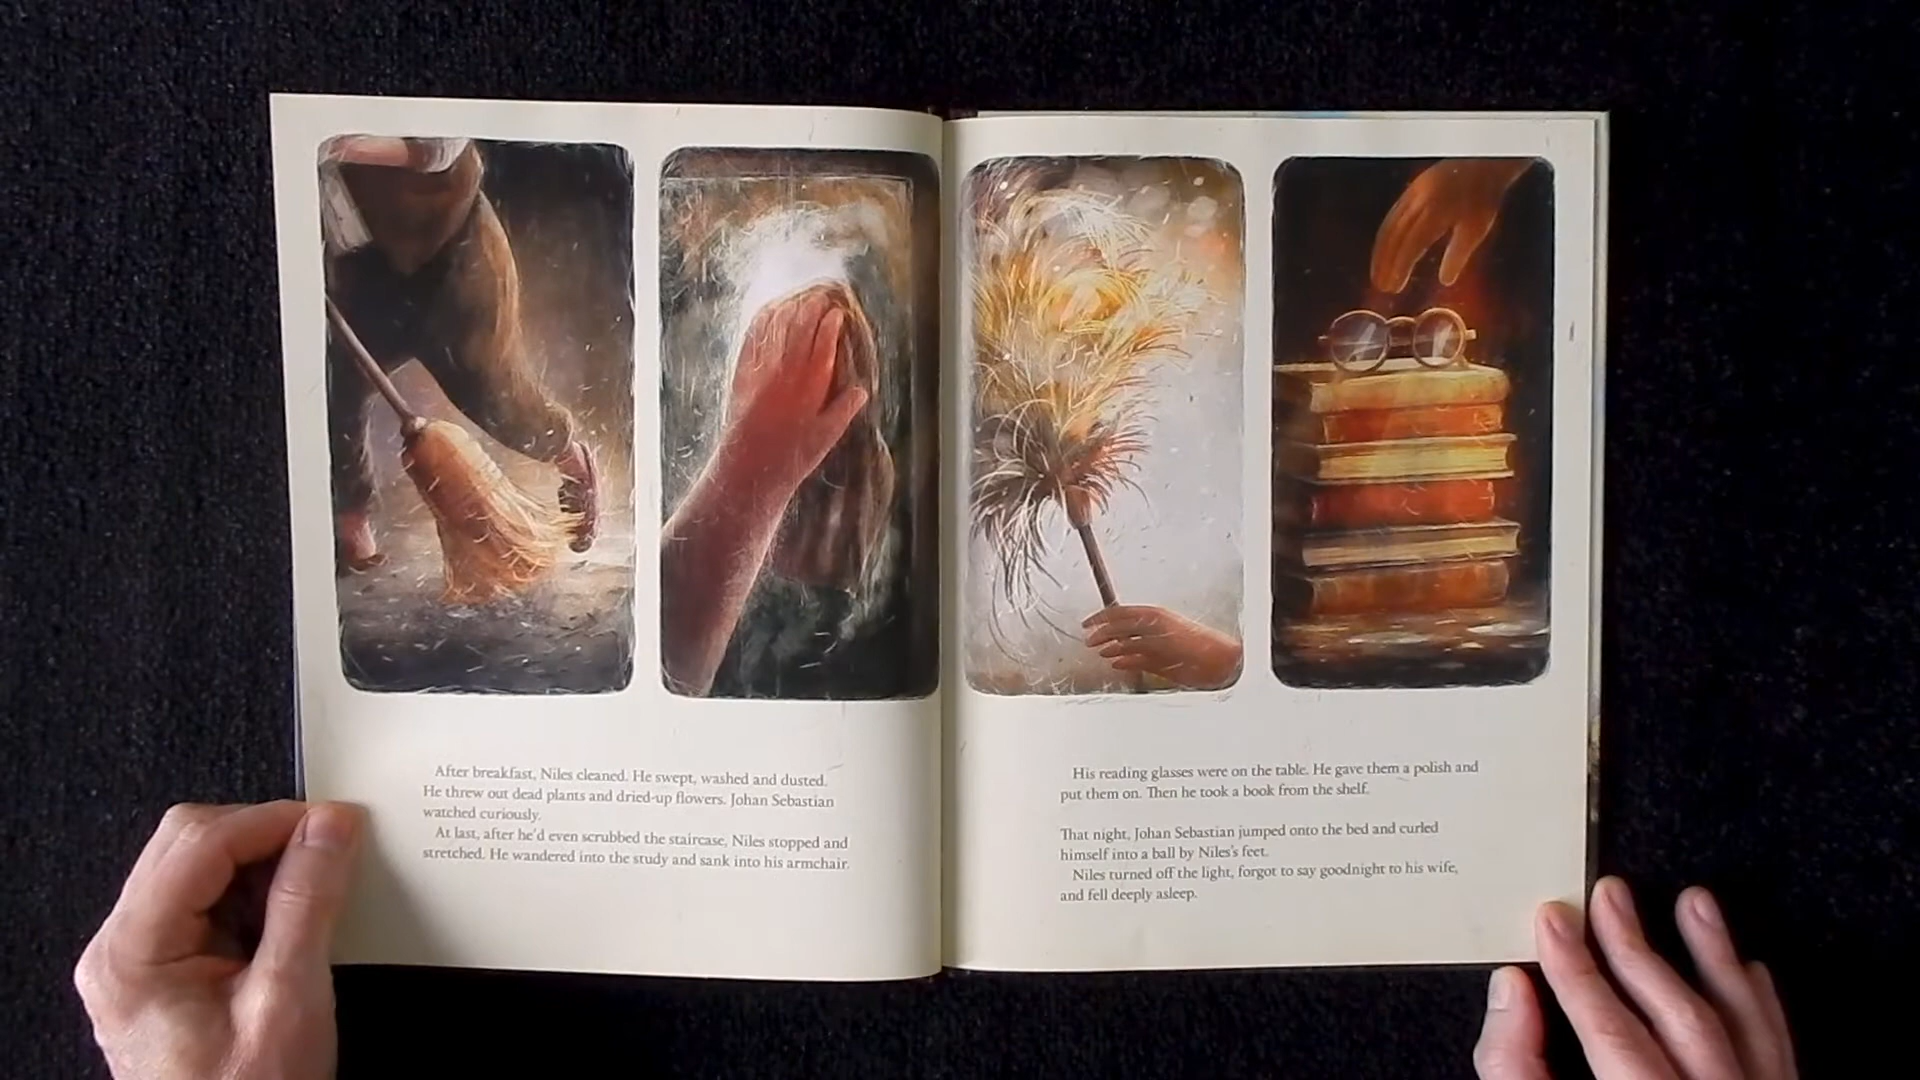 After breakfast, Niles cleaned. He swept, washed and dusted.
He threw out dead plants and dried-up flowers. Johan Sebastian
watched curiously.
At last, after he'd even scrubbed the staircase, Niles stopped and
stretched. He wandered into the study and sank into his armchair.
His reading glasses were on the table. He gave them a polish and
put them on. Then he took a book from the shelf.
That night, Johan Sebastian jumped onto the bed and curled
himself into a ball by Niles's feet.
Niles turned off the light, forgot to say goodnight to his wife,
and fell deeply asleep.